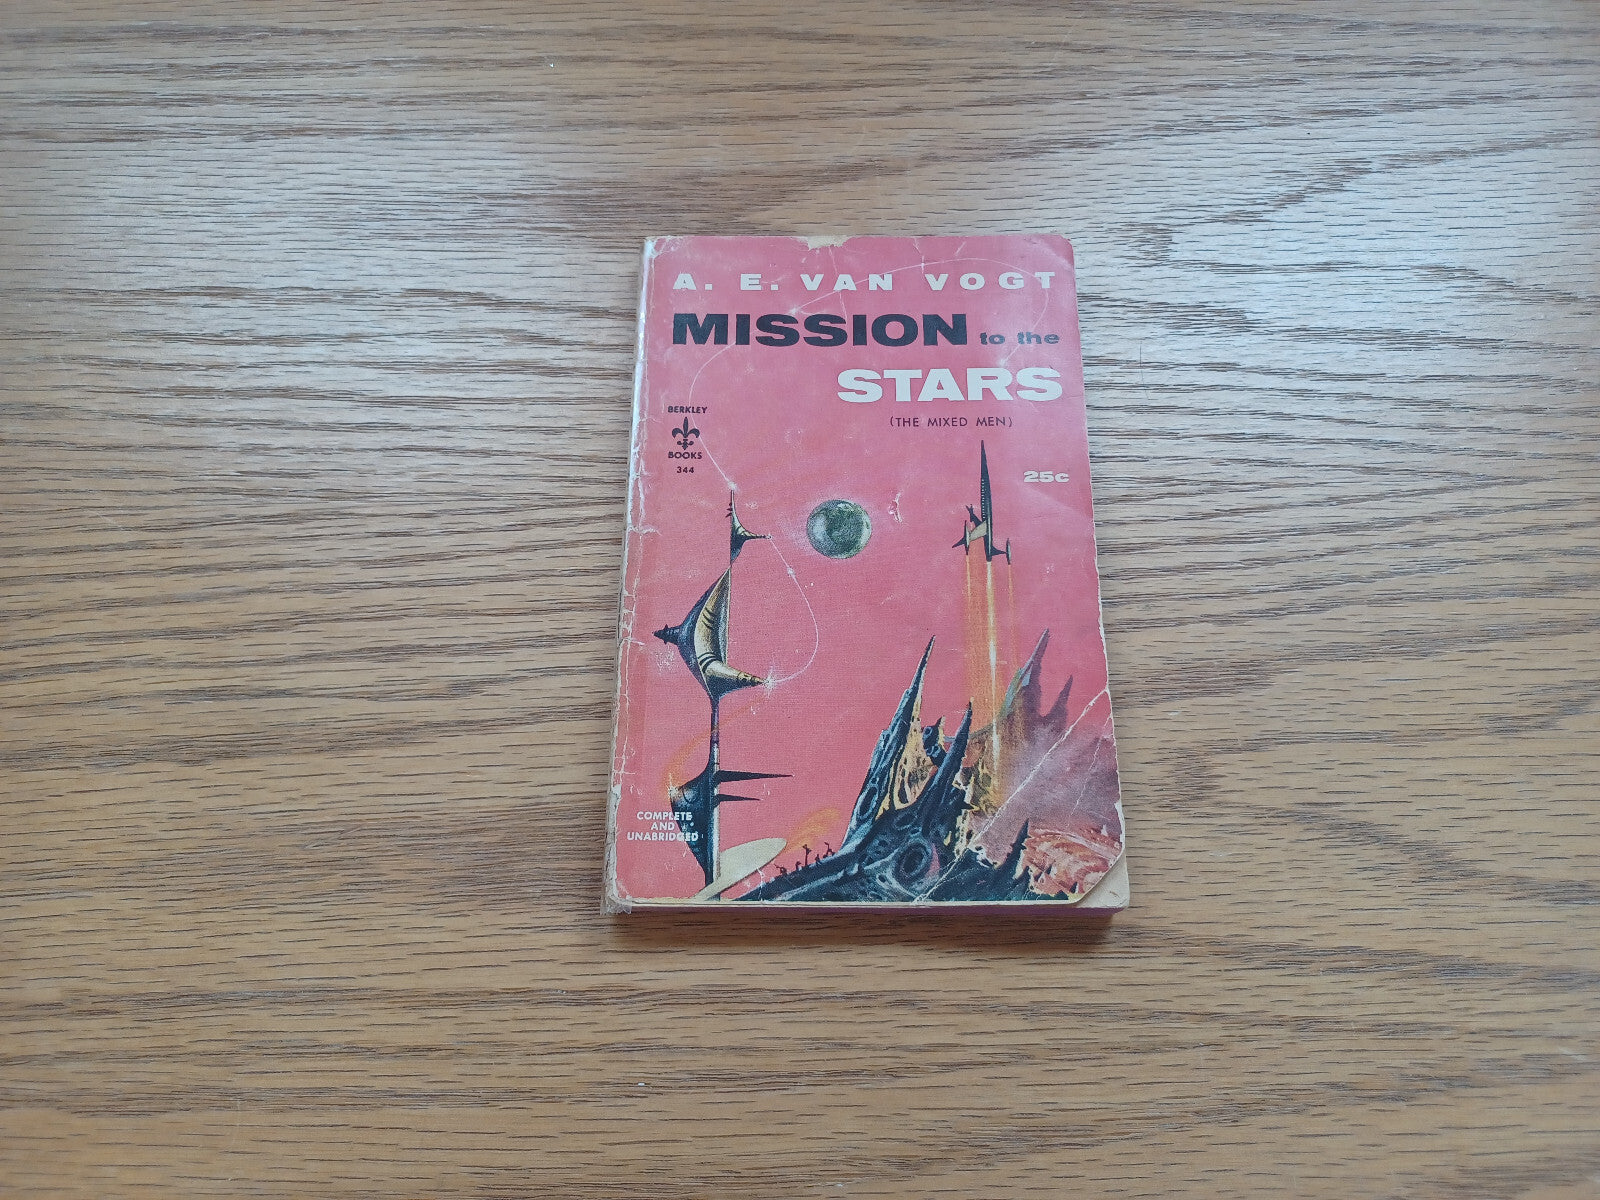 A. E. VAN VOGT
MISSION to the
STARS
(THE MIXED MEN)
BERKLEY
BOOKS
344
25c
COMPLETE
AND
UNABRIDGED